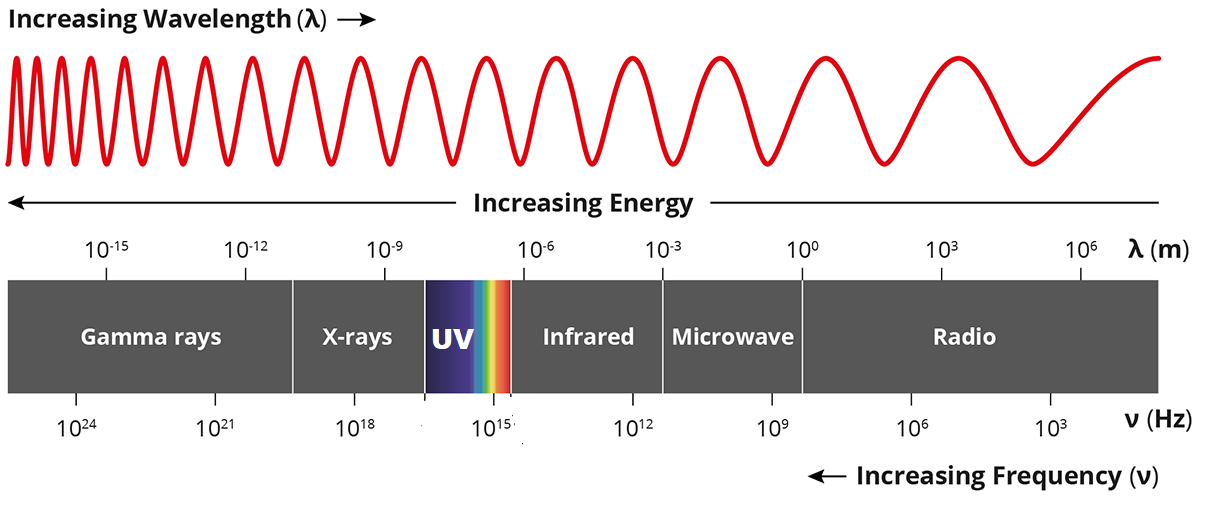 Increasing Wavelength (λ)
Increasing Energy
10⁻¹⁵ 10⁻¹² 10⁻⁹ 10⁻⁶ 10⁻³ 10⁰ 10³ 10⁶ λ (m)
Gamma rays X-rays UV Infrared Microwave Radio
10²⁴ 10²¹ 10¹⁸ 10¹⁵ 10¹² 10⁹ 10⁶ 10³ ν (Hz)
Increasing Frequency (ν)